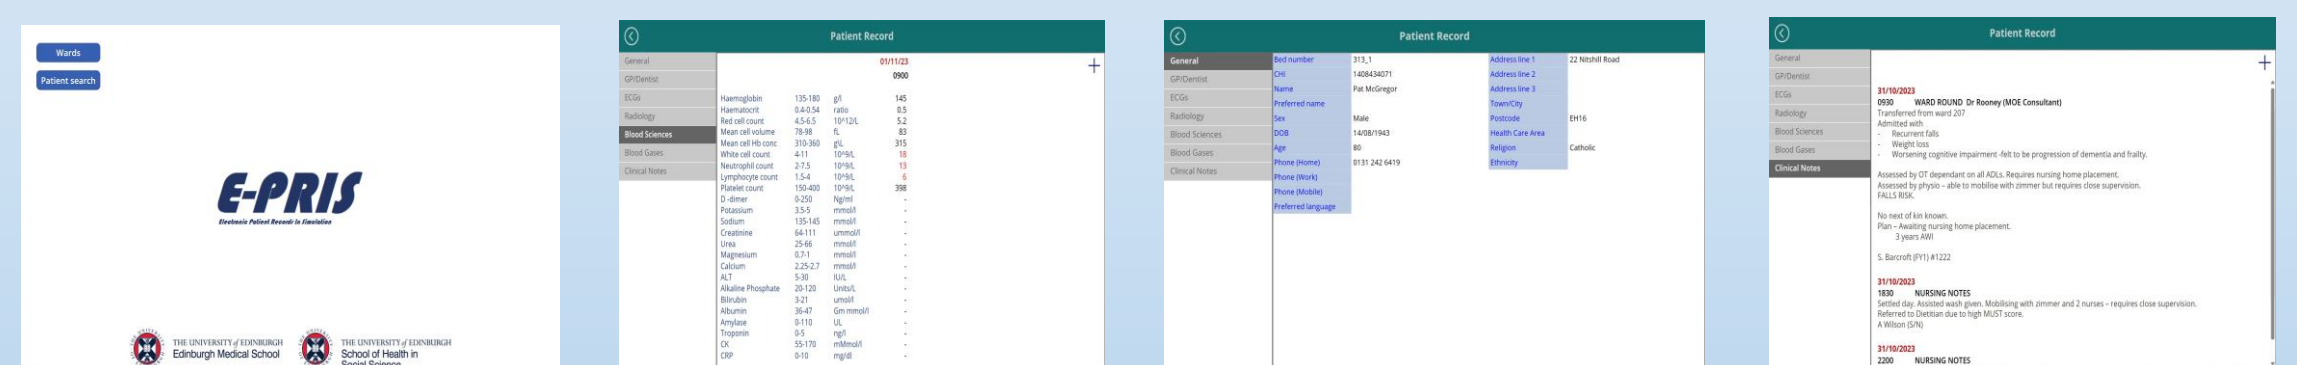 Wards
Patient search
E-PRIS
Electronic Patient Records In Simulation
THE UNIVERSITY of EDINBURGH
Edinburgh Medical School
THE UNIVERSITY of EDINBURGH
School of Health in
Social Science
Patient Record
General
GP/Dentist
ECGs
Radiology
Blood Sciences
Blood Gases
Clinical Notes
01/11/23
0900
+
Haemoglobin 135-180 g/l 145
Haematocrit 0.4-0.54 ratio 0.5
Red cell count 4.5-6.5 10^12/L 5.2
Mean cell volume 78-98 fL 83
Mean cell Hb conc 310-360 g\L 315
White cell count 4-11 10^9/L 18
Neutrophil count 2-7.5 10^9/L 13
Lymphocyte count 1.5-4 10^9/L 6
Platelet count 150-400 10^9/L 398
D -dimer 0-250 Ng/ml -
Potassium 3.5-5 mmol/l -
Sodium 135-145 mmol/l -
Creatinine 64-111 ummol/l -
Urea 25-66 mmol/l -
Magnesium 0.7-1 mmol/l -
Calcium 2.25-2.7 mmol/l -
ALT 5-30 IU/L -
Alkaline Phosphate 20-120 Units/L -
Bilirubin 3-21 umol/l -
Albumin 36-47 Gm mmol/l -
Amylase 0-110 UL -
Troponin 0-5 ng/l -
CK 55-170 mMmol/l -
CRP 0-10 mg/dl -
Patient Record
General
GP/Dentist
ECGs
Radiology
Blood Sciences
Blood Gases
Clinical Notes
Bed number 313_1
CHI 1408434071
Name Pat McGregor
Preferred name
Sex Male
DOB 14/08/1943
Age 80
Phone (Home) 0131 242 6419
Phone (Work)
Phone (Mobile)
Preferred language
Address line 1 22 Nitshill Road
Address line 2
Address line 3
Town/City
Postcode EH16
Health Care Area
Religion Catholic
Ethnicity
Patient Record
General
GP/Dentist
ECGs
Radiology
Blood Sciences
Blood Gases
Clinical Notes
+
31/10/2023
0930 WARD ROUND Dr Rooney (MOE Consultant)
Transferred from ward 207
Admitted with
- Recurrent falls
- Weight loss
- Worsening cognitive impairment -felt to be progression of dementia and frailty.
Assessed by OT dependant on all ADLs. Requires nursing home placement.
Assessed by physio – able to mobilise with zimmer but requires close supervision.
FALLS RISK.
No next of kin known.
Plan – Awaiting nursing home placement.
3 years AWI
S. Barcroft (FY1) #1222
31/10/2023
1830 NURSING NOTES
Settled day. Assisted wash given. Mobilising with zimmer and 2 nurses – requires close supervision.
Referred to Dietitian due to high MUST score.
A Wilson (S/N)
31/10/2023
2200 NURSING NOTES